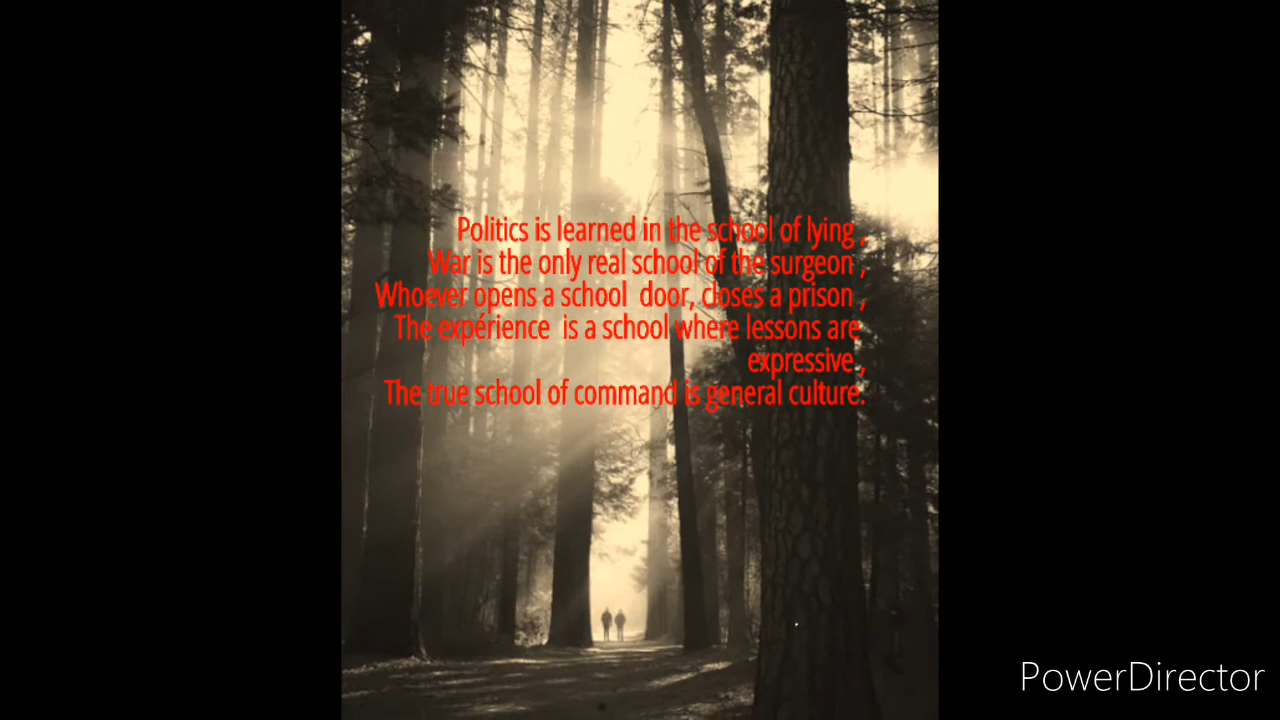 Politics is learned in the school of lying ,
War is the only real school of the surgeon ,
Whoever opens a school door, closes a prison ,
The expérience is a school where lessons are
expressive ,
The true school of command is general culture.
PowerDirector